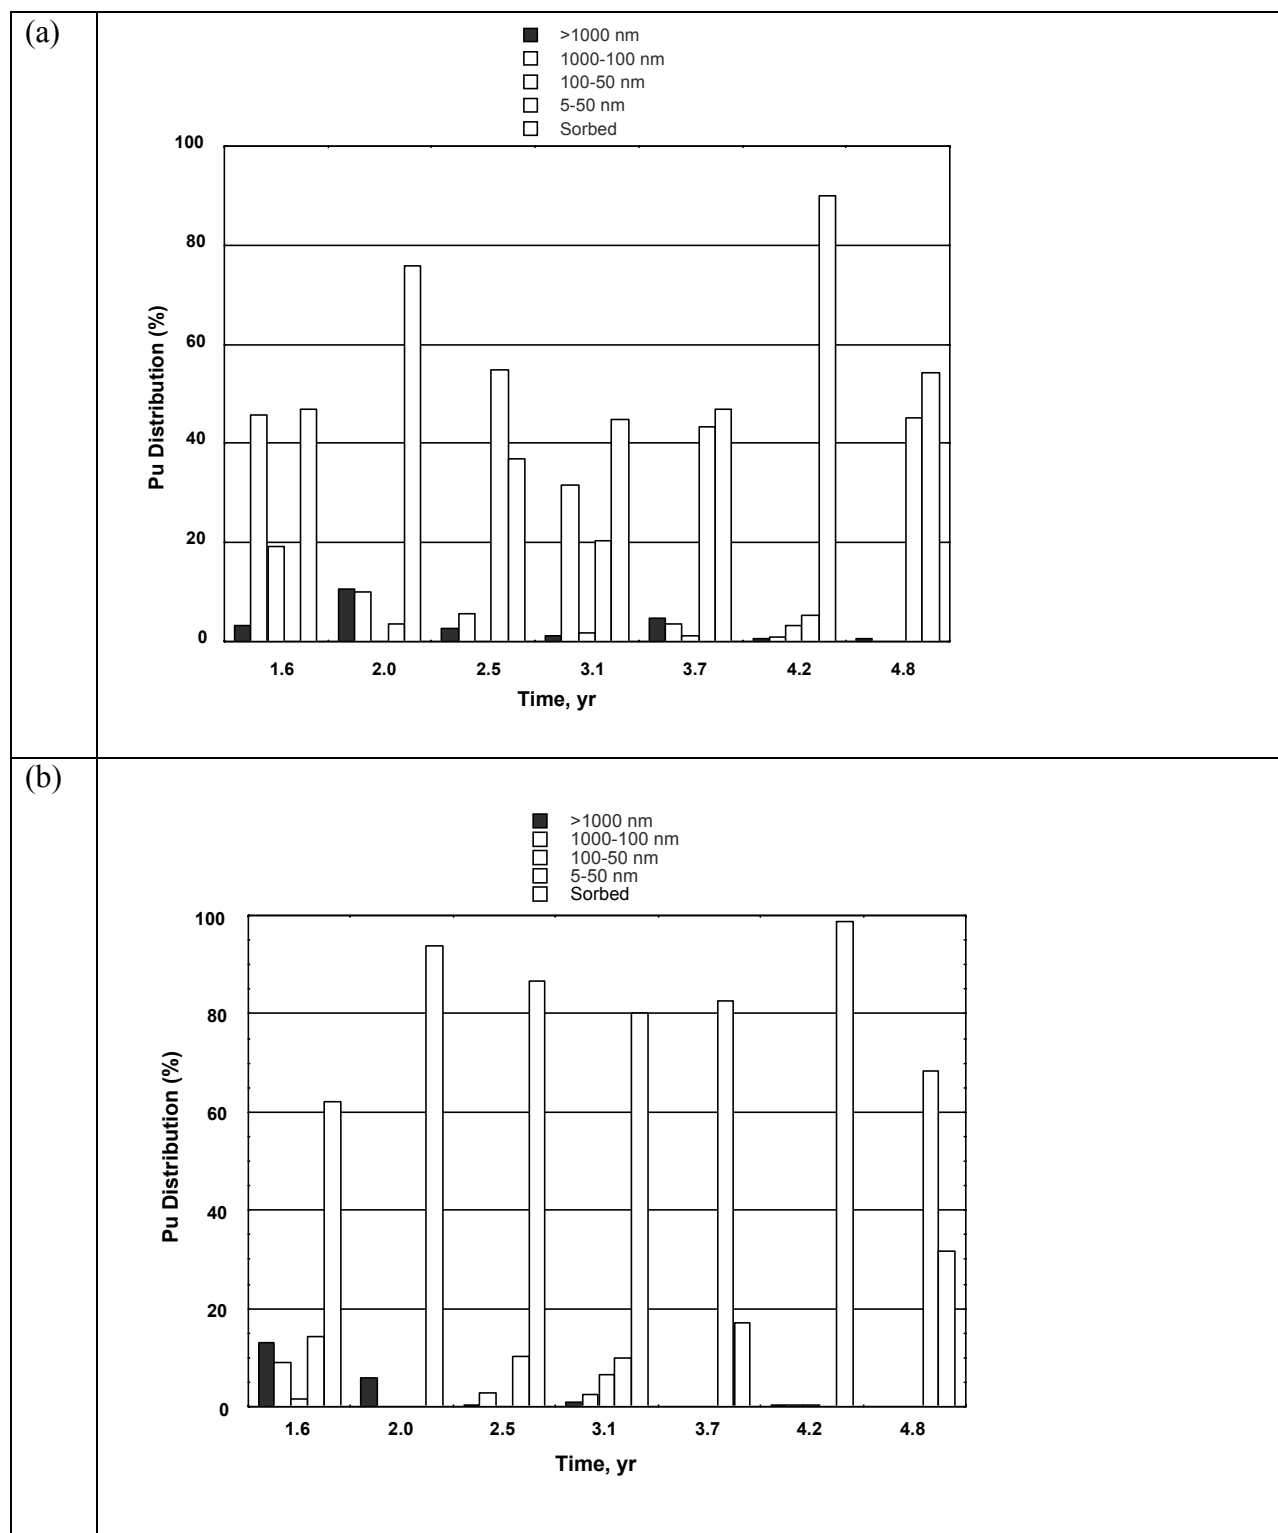 (a)
>1000 nm
1000-100 nm
100-50 nm
5-50 nm
Sorbed
100
80
60
40
20
0
Pu Distribution (%)
1.6 2.0 2.5 3.1 3.7 4.2 4.8
Time, yr
(b)
>1000 nm
1000-100 nm
100-50 nm
5-50 nm
Sorbed
100
80
60
40
20
0
Pu Distribution (%)
1.6 2.0 2.5 3.1 3.7 4.2 4.8
Time, yr